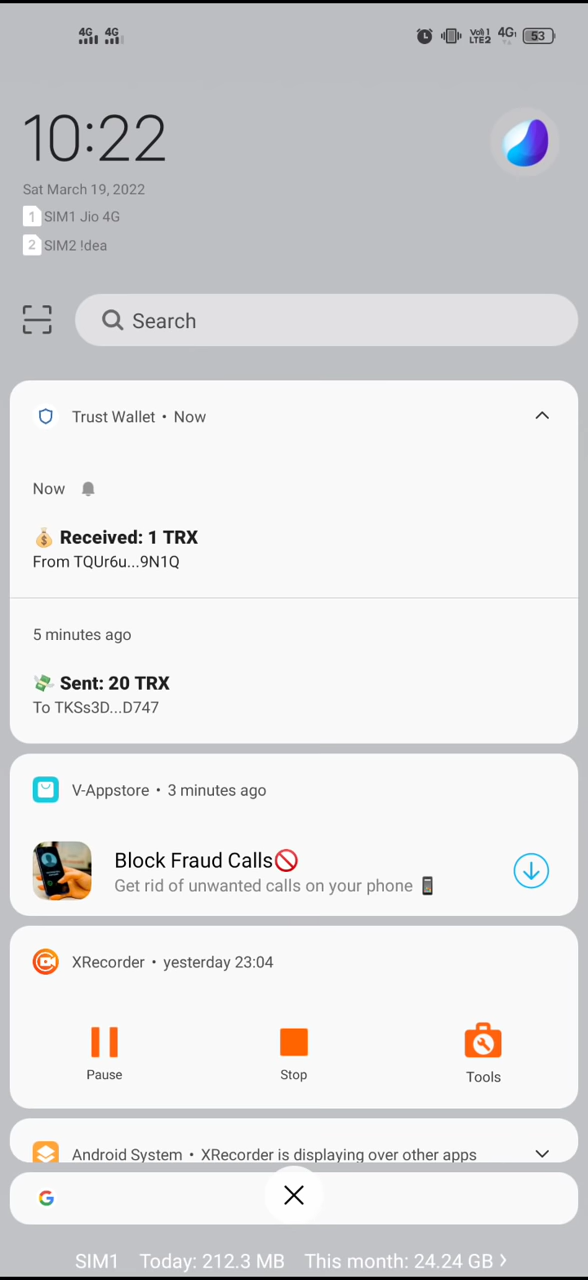 4G 4G VoI) 1 LTE2 4G 53
10:22
Sat March 19, 2022
1 SIM1 Jio 4G
2 SIM2 !dea
Search
Trust Wallet • Now
Now
💰 Received: 1 TRX
From TQUr6u...9N1Q
5 minutes ago
💸 Sent: 20 TRX
To TKSs3D...D747
V-Appstore • 3 minutes ago
Block Fraud Calls🚫
Get rid of unwanted calls on your phone 📱
XRecorder • yesterday 23:04
Pause Stop Tools
Android System • XRecorder is displaying over other apps
G
SIM1 Today: 212.3 MB This month: 24.24 GB ›